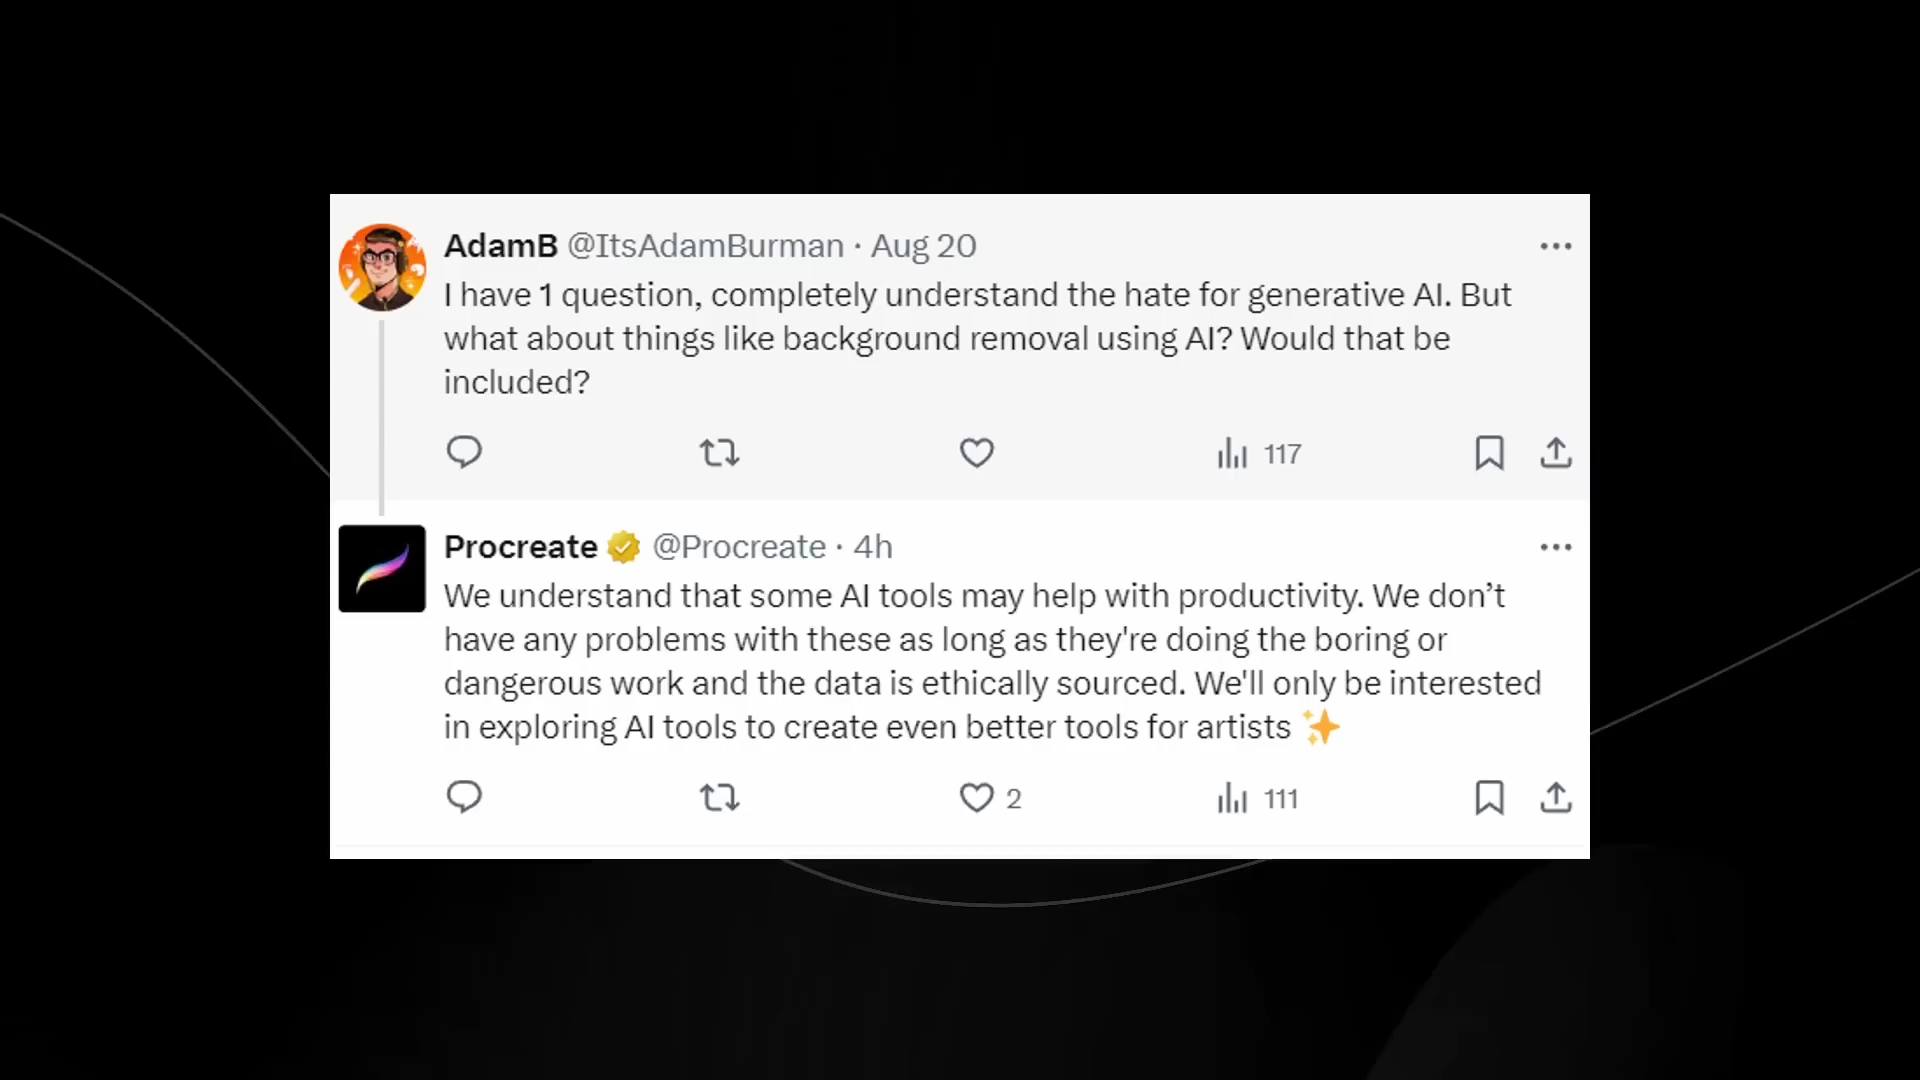 AdamB @ItsAdamBurman · Aug 20
I have 1 question, completely understand the hate for generative AI. But
what about things like background removal using AI? Would that be
included?
117
Procreate @Procreate · 4h
We understand that some AI tools may help with productivity. We don’t
have any problems with these as long as they're doing the boring or
dangerous work and the data is ethically sourced. We'll only be interested
in exploring AI tools to create even better tools for artists ✨
2 111